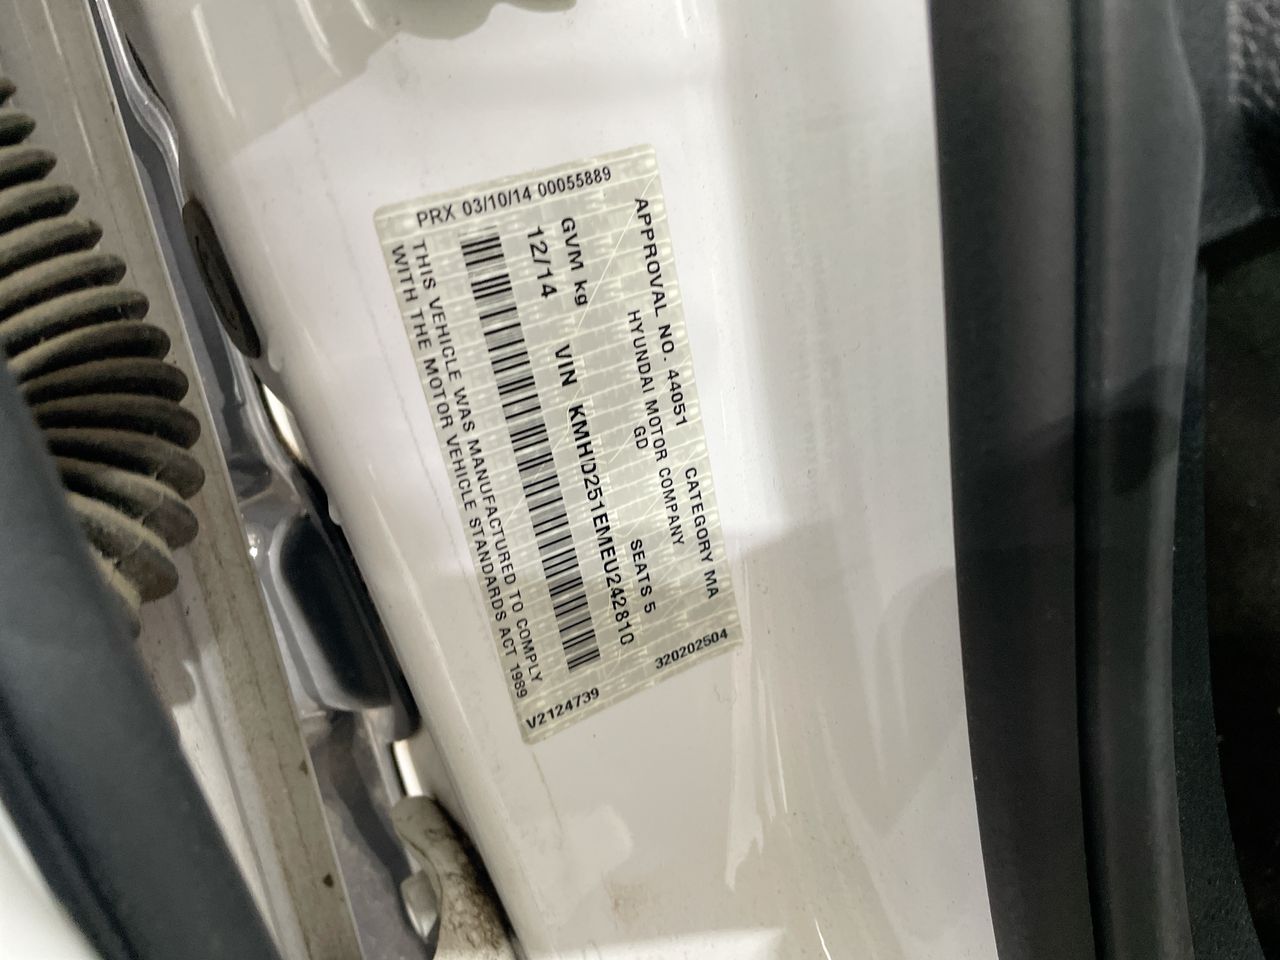 APPROVAL NO. 44051 CATEGORY MA
HYUNDAI MOTOR COMPANY
GD
GVM kg SEATS 5
12/14 VIN KMHD251EMEU242810
THIS VEHICLE WAS MANUFACTURED TO COMPLY
WITH THE MOTOR VEHICLE STANDARDS ACT 1989
PRX 03/10/14 00055889
V2124739 320202504